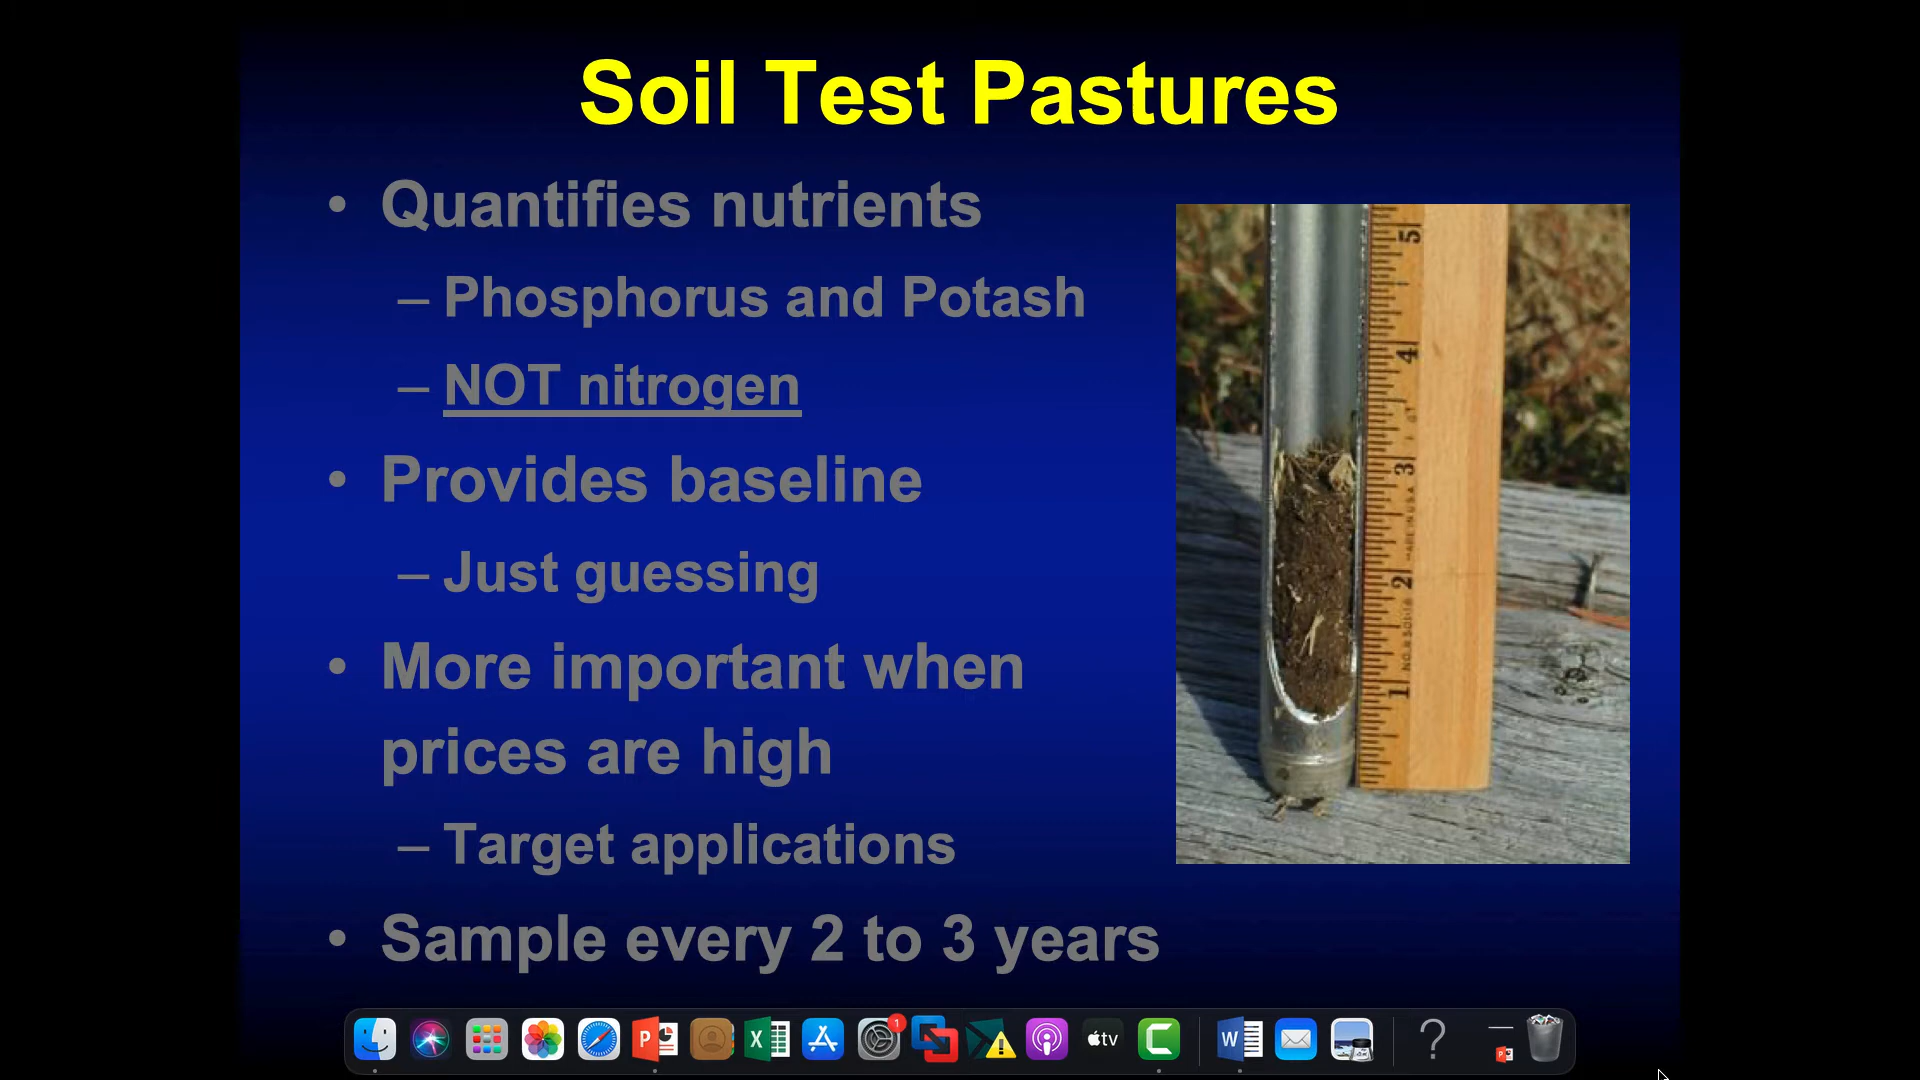 Soil Test Pastures
• Quantifies nutrients
– Phosphorus and Potash
– NOT nitrogen
• Provides baseline
– Just guessing
• More important when
prices are high
– Target applications
• Sample every 2 to 3 years
5
4
3
2
1
1
tv
W